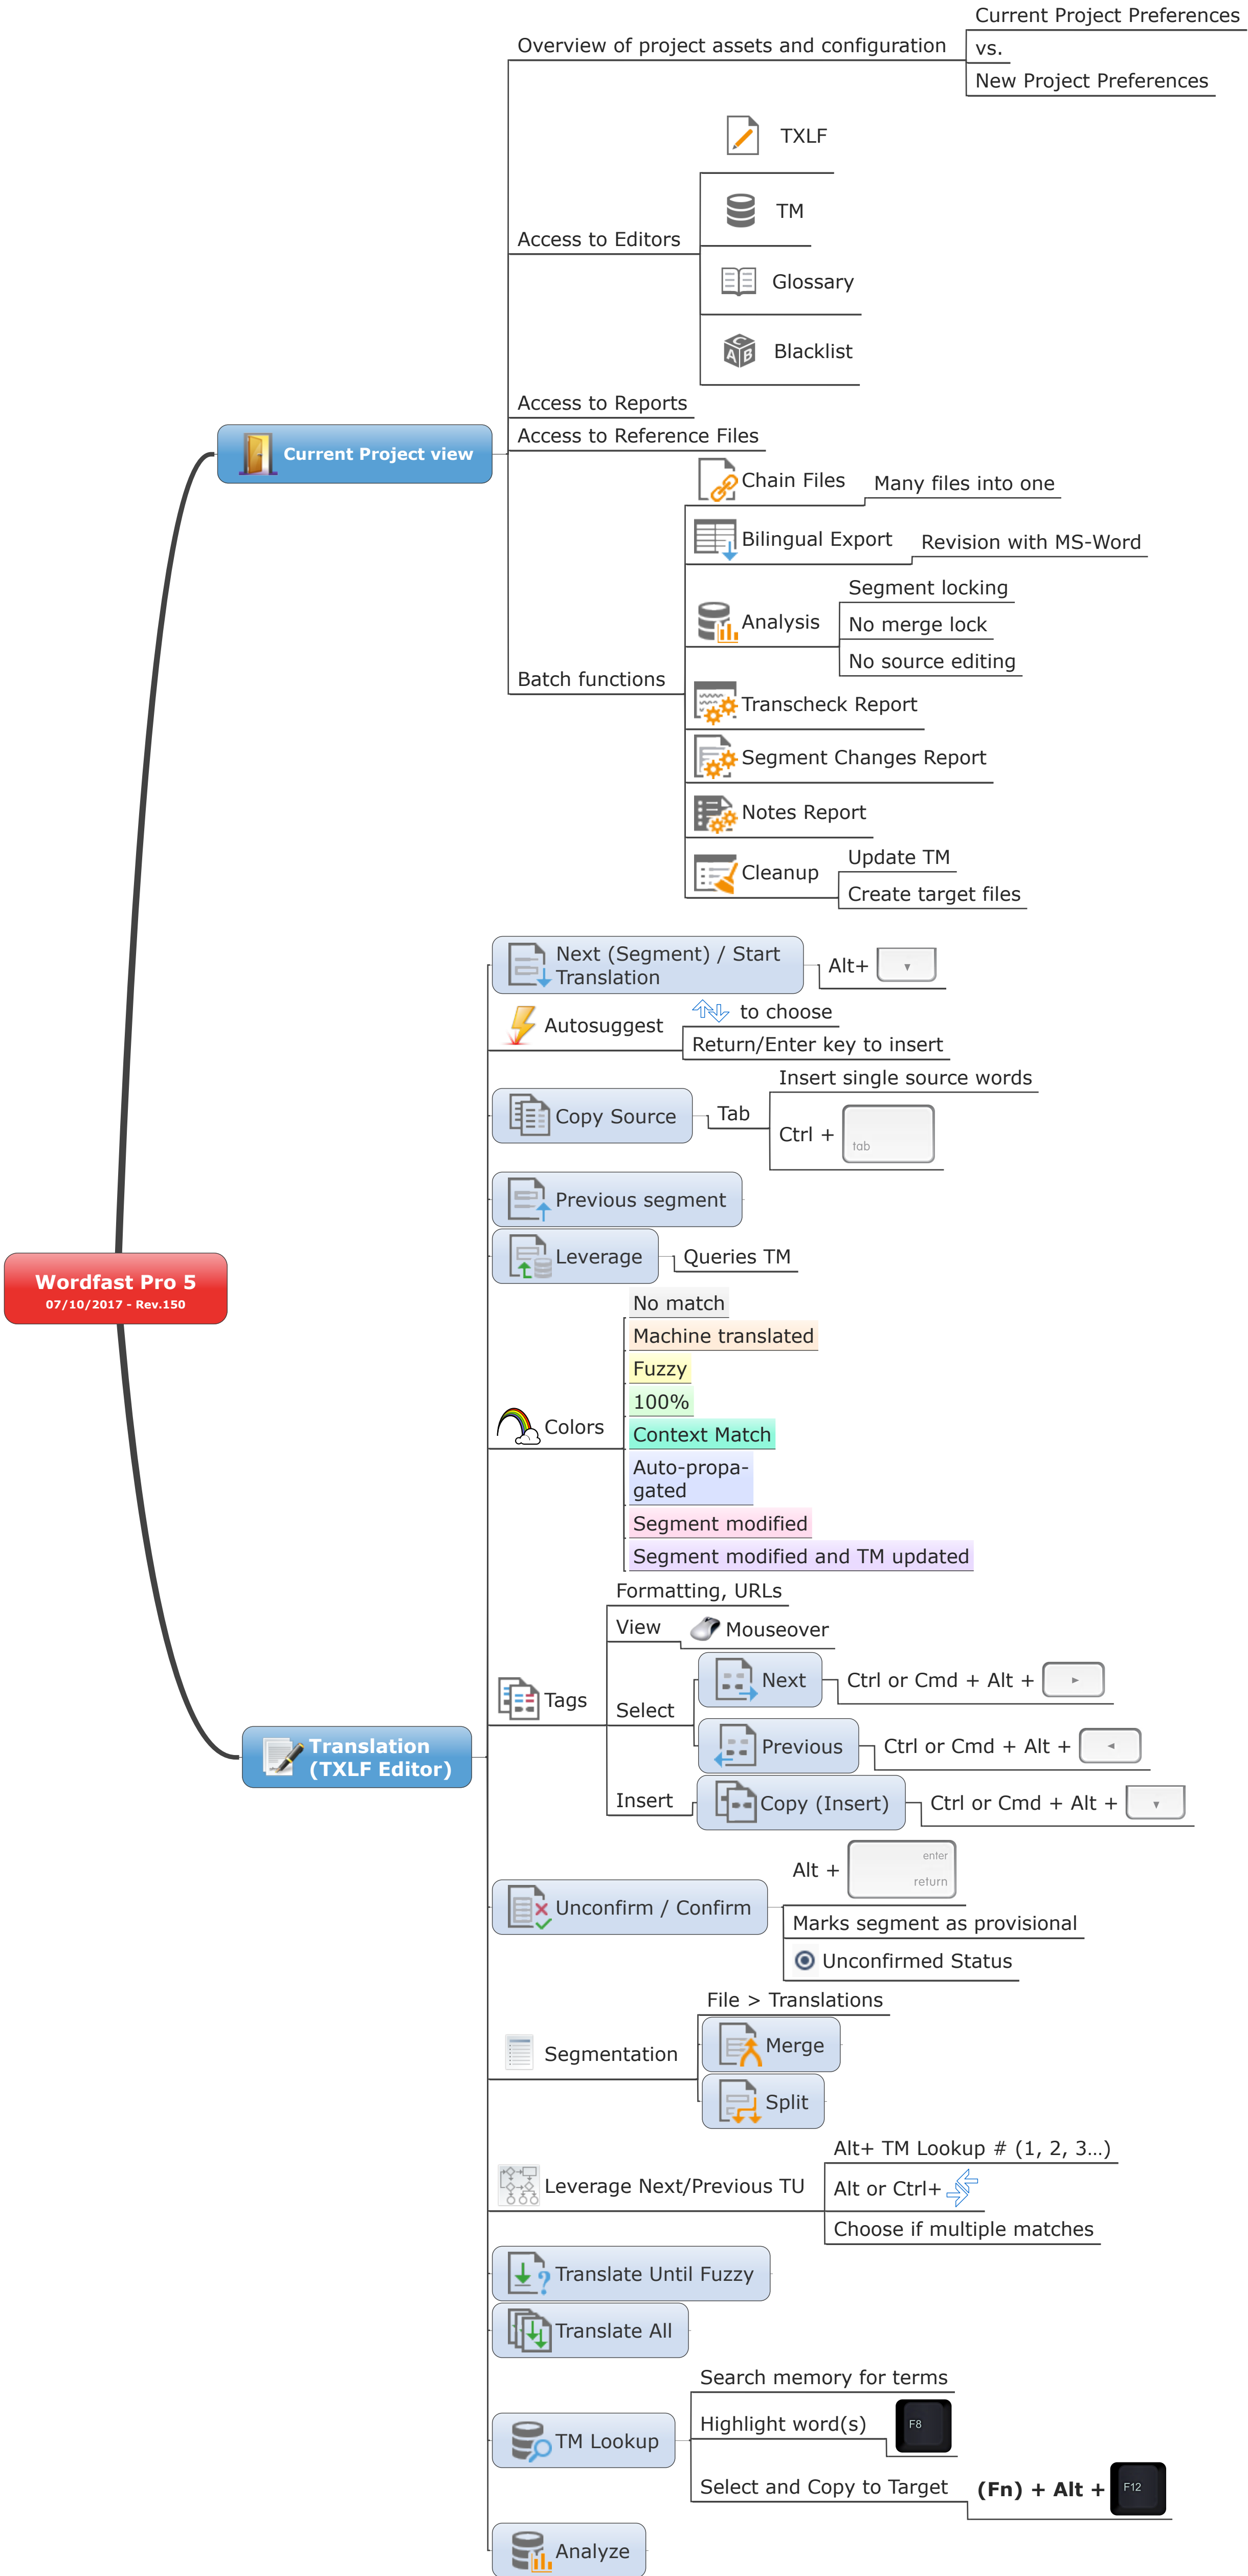 Current Project Preferences
Overview of project assets and configuration
vs.
New Project Preferences
TXLF
TM
Access to Editors
Glossary
A B C
Blacklist
Access to Reports
Access to Reference Files
Current Project view
Chain Files
Many files into one
Bilingual Export
Revision with MS-Word
Segment locking
Analysis
No merge lock
No source editing
Batch functions
Transcheck Report
Segment Changes Report
Notes Report
Update TM
Cleanup
Create target files
Next (Segment) / Start
Translation
Alt+
Autosuggest
to choose
Return/Enter key to insert
Insert single source words
Copy Source
Tab
Ctrl +
tab
Previous segment
Leverage
Queries TM
Wordfast Pro 5
07/10/2017 - Rev.150
No match
Machine translated
Fuzzy
100%
Colors
Context Match
Auto-propa-
gated
Segment modified
Segment modified and TM updated
Formatting, URLs
View
Mouseover
Tags
Next
Ctrl or Cmd + Alt +
Select
Previous
Ctrl or Cmd + Alt +
Insert
Copy (Insert)
Ctrl or Cmd + Alt +
Translation
(TXLF Editor)
Alt +
enter
return
Unconfirm / Confirm
Marks segment as provisional
Unconfirmed Status
File > Translations
Segmentation
Merge
Split
Alt+ TM Lookup # (1, 2, 3...)
Leverage Next/Previous TU
Alt or Ctrl+
Choose if multiple matches
Translate Until Fuzzy
?
Translate All
Search memory for terms
TM Lookup
Highlight word(s)
F8
Select and Copy to Target
(Fn) + Alt +
F12
Analyze